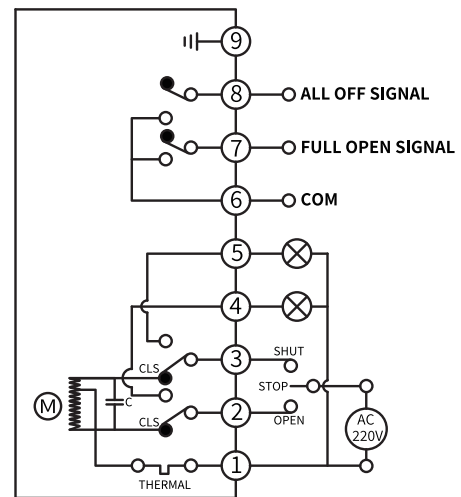 9
8 ALL OFF SIGNAL
7 FULL OPEN SIGNAL
6 COM
5
4
3 SHUT
CLS
STOP
M
C
AC
220V
CLS
2 OPEN
1
THERMAL